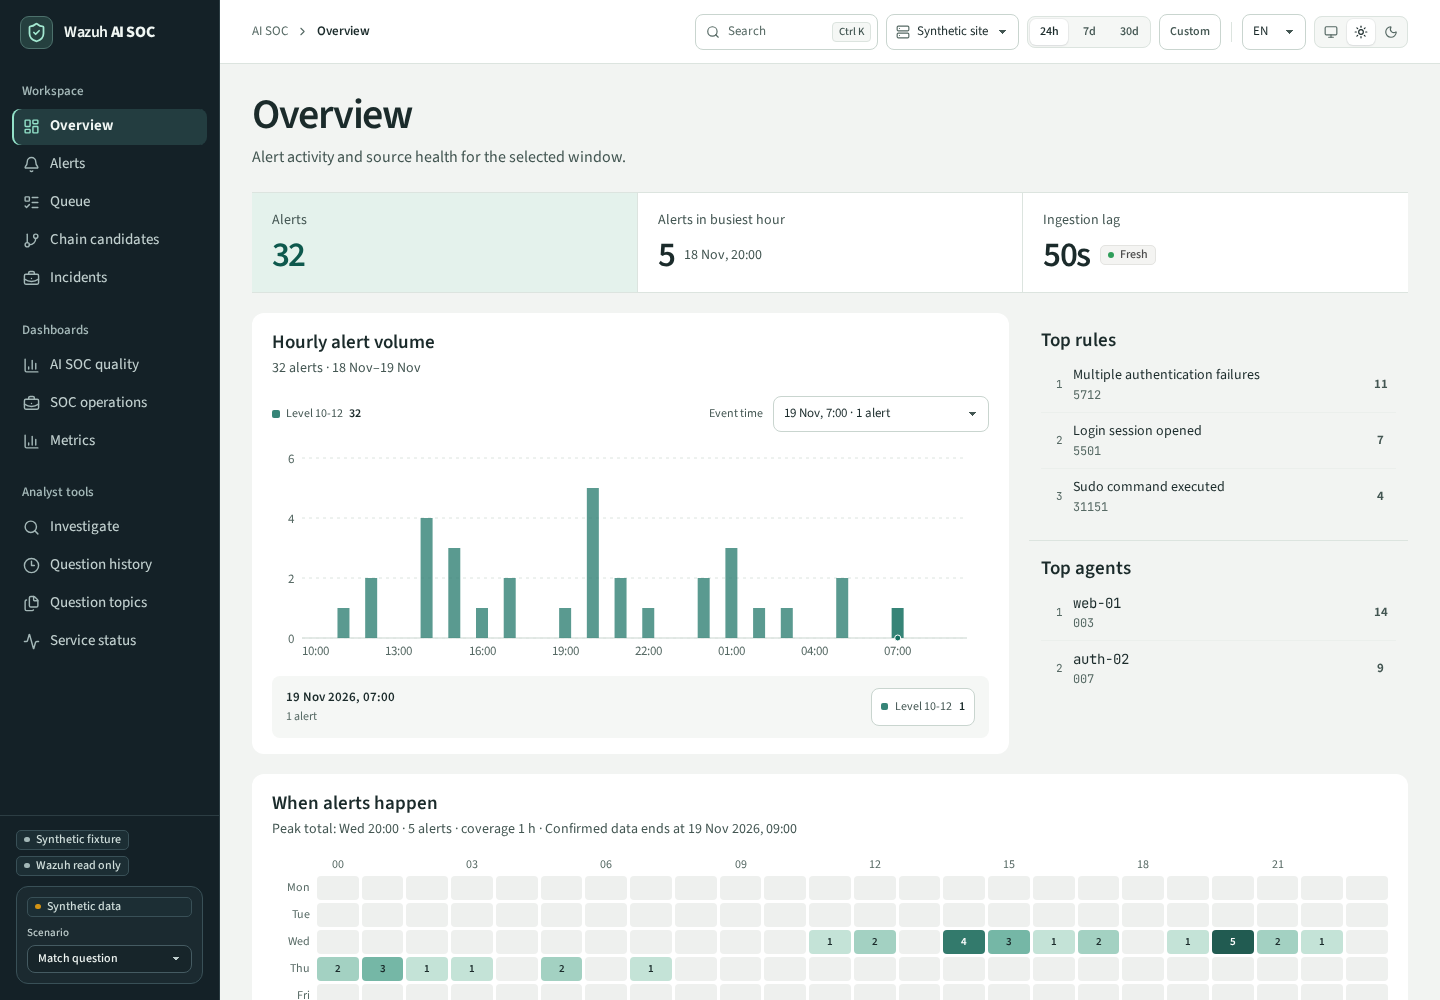 Wazuh AI SOC
Workspace
Overview
Alerts
Queue
Chain candidates
Incidents
Dashboards
AI SOC quality
SOC operations
Metrics
Analyst tools
Investigate
Question history
Question topics
Service status
Synthetic fixture
Wazuh read only
Synthetic data
Scenario
Match question
AI SOC > Overview
Search Ctrl K
Synthetic site
24h 7d 30d
Custom
EN
Overview
Alert activity and source health for the selected window.
Alerts
32
Alerts in busiest hour
5 18 Nov, 20:00
Ingestion lag
50s Fresh
Hourly alert volume
32 alerts · 18 Nov–19 Nov
Level 10-12 32
Event time 19 Nov, 7:00 · 1 alert
6
4
2
0
10:00 13:00 16:00 19:00 22:00 01:00 04:00 07:00
19 Nov 2026, 07:00
1 alert
Level 10-12 1
Top rules
1 Multiple authentication failures 11
5712
2 Login session opened 7
5501
3 Sudo command executed 4
31151
Top agents
1 web-01 14
003
2 auth-02 9
007
When alerts happen
Peak total: Wed 20:00 · 5 alerts · coverage 1 h · Confirmed data ends at 19 Nov 2026, 09:00
00 03 06 09 12 15 18 21
Mon
Tue
Wed 1 2 4 3 1 2 1 5 2 1
Thu 2 3 1 1 2 1
Fri